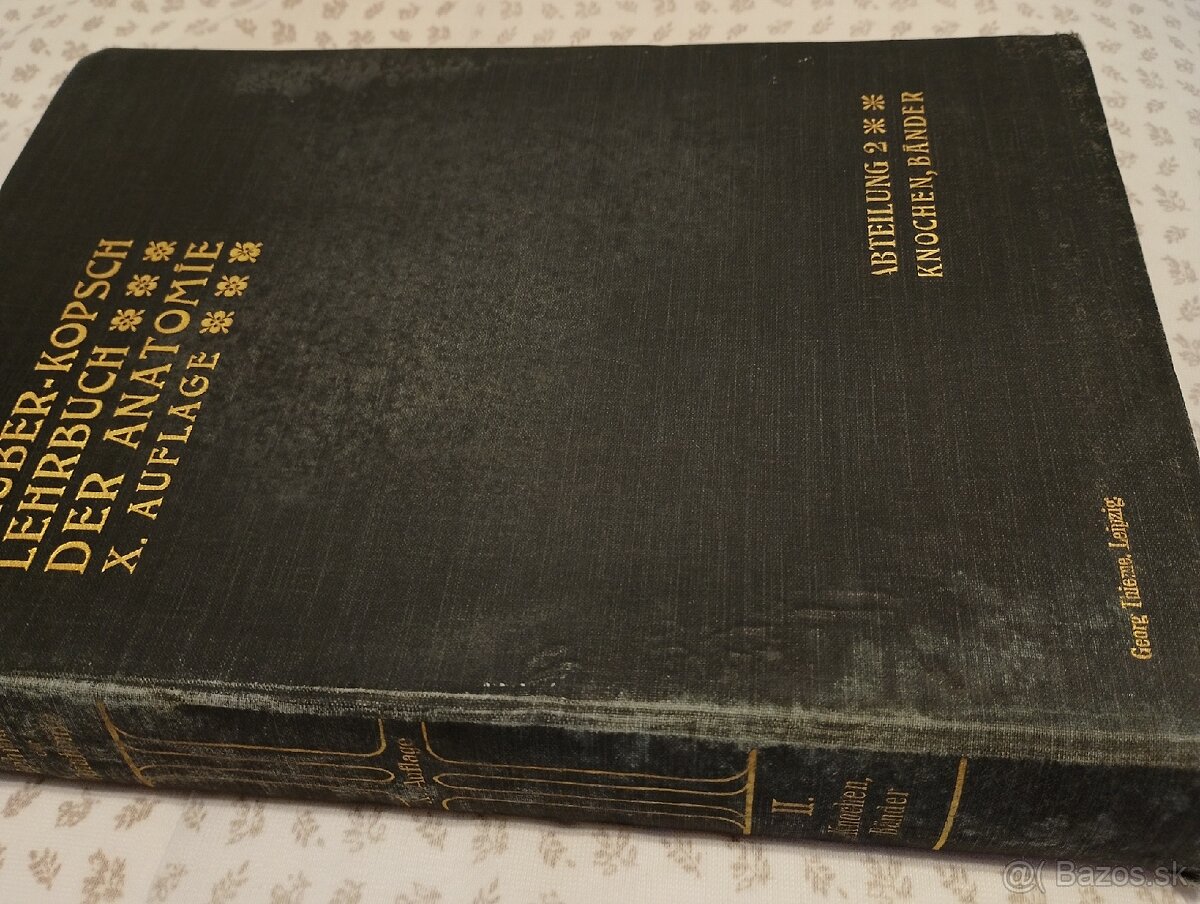 LEHRBUCH
DER ANATOMIE
X. AUFLAGE
ABTEILUNG 2
KNOCHEN, BÄNDER
Georg Thieme, Leipzig.
Auflage
II.
Knochen,
Bänder
@( Bazos.sk